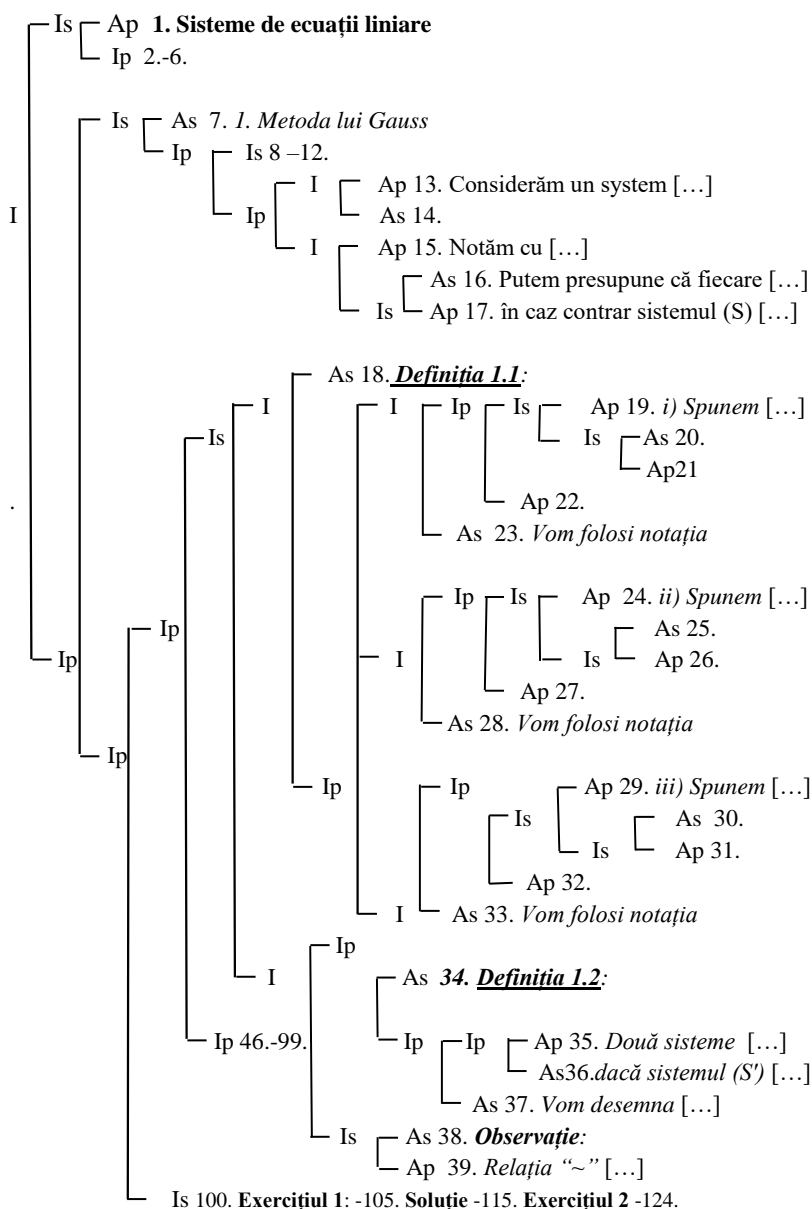 Is Ap 1. Sisteme de ecuații liniare
Ip 2.-6.
Is As 7. 1. Metoda lui Gauss
Ip Is 8 –12.
I Ap 13. Considerăm un system […]
I Ip As 14.
I Ap 15. Notăm cu […]
As 16. Putem presupune că fiecare […]
Is Ap 17. în caz contrar sistemul (S) […]
As 18. Definiția 1.1:
I I Ip Is Ap 19. i) Spunem […]
Is Is As 20.
Ap21
. Ap 22.
As 23. Vom folosi notația
Ip Is Ap 24. ii) Spunem […]
Ip As 25.
Ip I Is Ap 26.
Ap 27.
As 28. Vom folosi notația
Ip
Ip Ip Ap 29. iii) Spunem […]
Is As 30.
Is Ap 31.
Ap 32.
I As 33. Vom folosi notația
Ip
I As 34. Definiția 1.2:
Ip 46.-99. Ip Ip Ap 35. Două sisteme […]
As36.dacă sistemul (S') […]
As 37. Vom desemna […]
Is As 38. Observație:
Ap 39. Relația “~” […]
Is 100. Exercițiul 1: -105. Soluție -115. Exercițiul 2 -124.